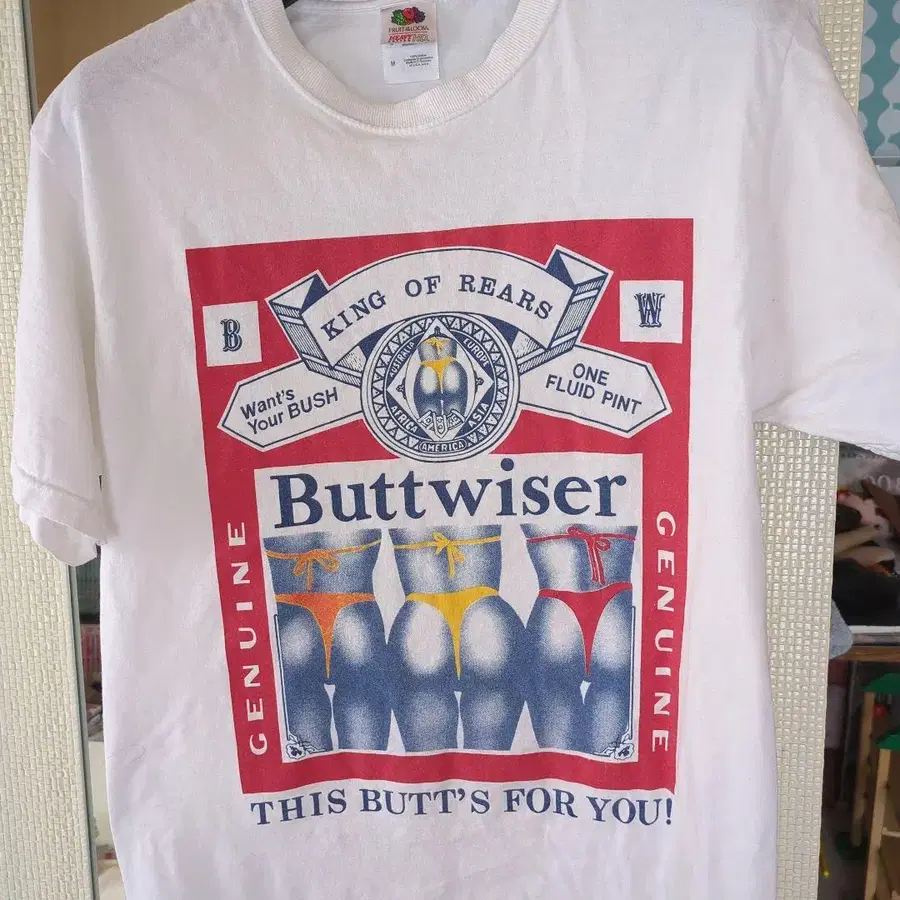 FRUIT OF THE LOOM
HEAVY
M
KING OF REARS
B
W
Want's
Your BUSH
ONE
FLUID PINT
AUSTRALIA
EUROPE
AFRICA
AMERICA
ASIA
Buttwiser
GENUINE
GENUINE
THIS BUTT'S FOR YOU!